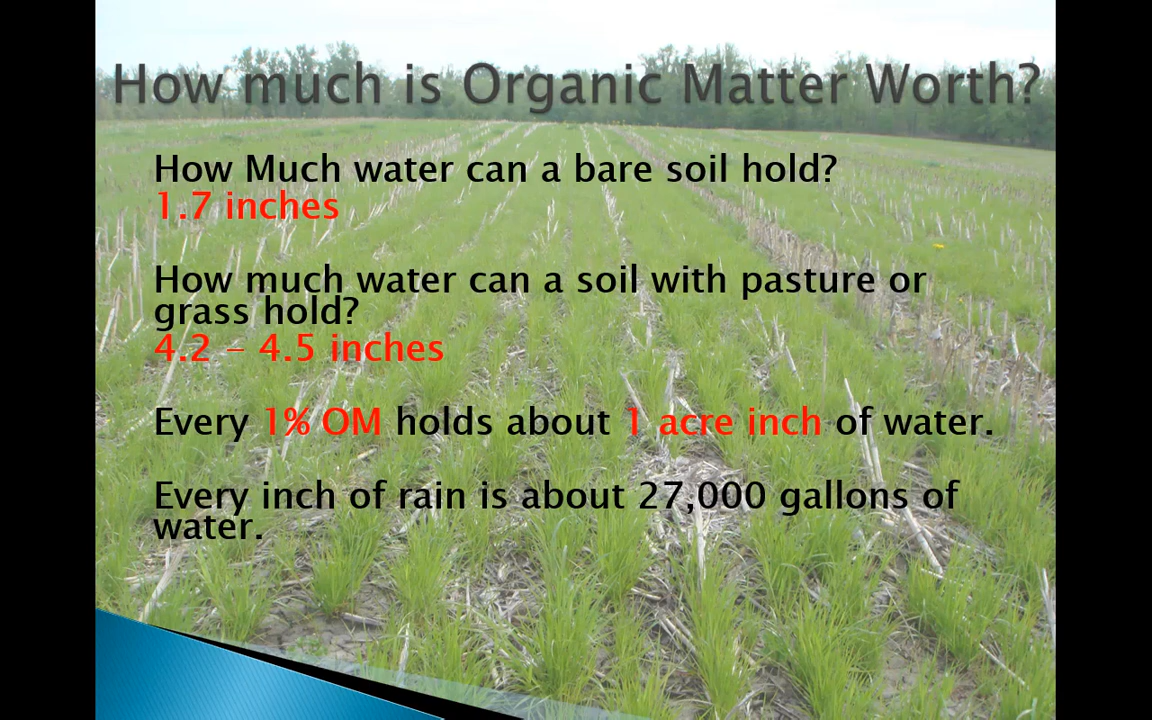 How much is Organic Matter Worth?
How Much water can a bare soil hold?
1.7 inches
How much water can a soil with pasture or
grass hold?
4.2 – 4.5 inches
Every 1% OM holds about 1 acre inch of water.
Every inch of rain is about 27,000 gallons of
water.